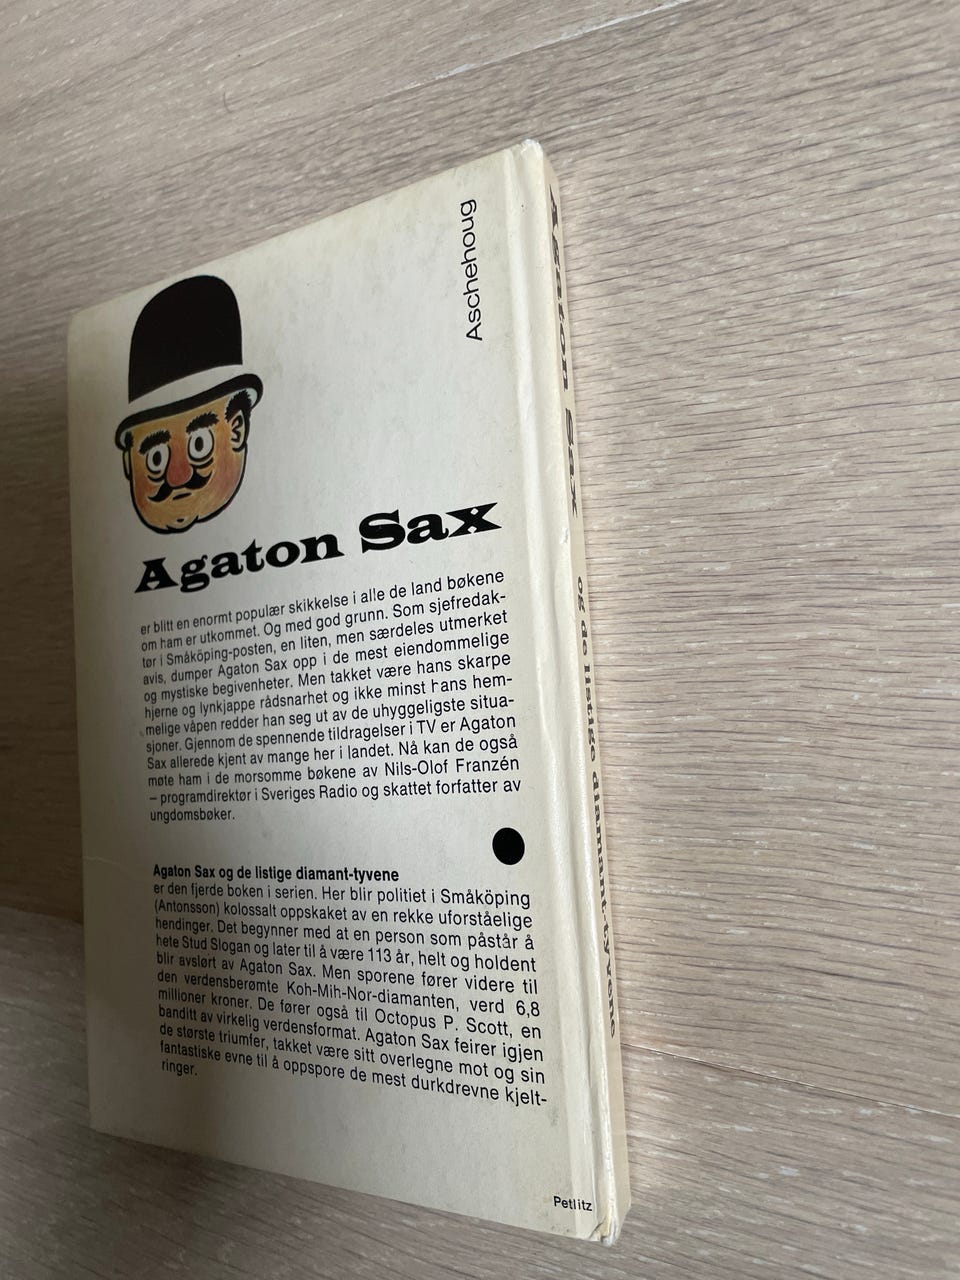 Aschehoug
Agaton Sax
er blitt en enormt populær skikkelse i alle de land bøkene
om ham er utkommet. Og med god grunn. Som sjefredak-
tør i Småköping-posten, en liten, men særdeles utmerket
avis, dumper Agaton Sax opp i de mest eiendommelige
og mystiske begivenheter. Men takket være hans skarpe
hjerne og lynkjappe rådsnarhet og ikke minst hans hem-
melige våpen redder han seg ut av de uhyggeligste situa-
sjoner. Gjennom de spennende tildragelser i TV er Agaton
Sax allerede kjent av mange her i landet. Nå kan de også
møte ham i de morsomme bøkene av Nils-Olof Franzén
– programdirektør i Sveriges Radio og skattet forfatter av
ungdomsbøker.
Agaton Sax og de listige diamant-tyvene
er den fjerde boken i serien. Her blir politiet i Småköping
(Antonsson) kolossalt oppskaket av en rekke uforståelige
hendinger. Det begynner med at en person som påstår å
hete Stud Slogan og later til å være 113 år, helt og holdent
blir avslørt av Agaton Sax. Men sporene fører videre til
den verdensberømte Koh-Mih-Nor-diamanten, verd 6,8
millioner kroner. De fører også til Octopus P. Scott, en
banditt av virkelig verdensformat. Agaton Sax feirer igjen
de største triumfer, takket være sitt overlegne mot og sin
fantastiske evne til å oppspore de mest durkdrevne kjelt-
ringer.
Petlitz
Agaton Sax og de listige diamant-tyvene